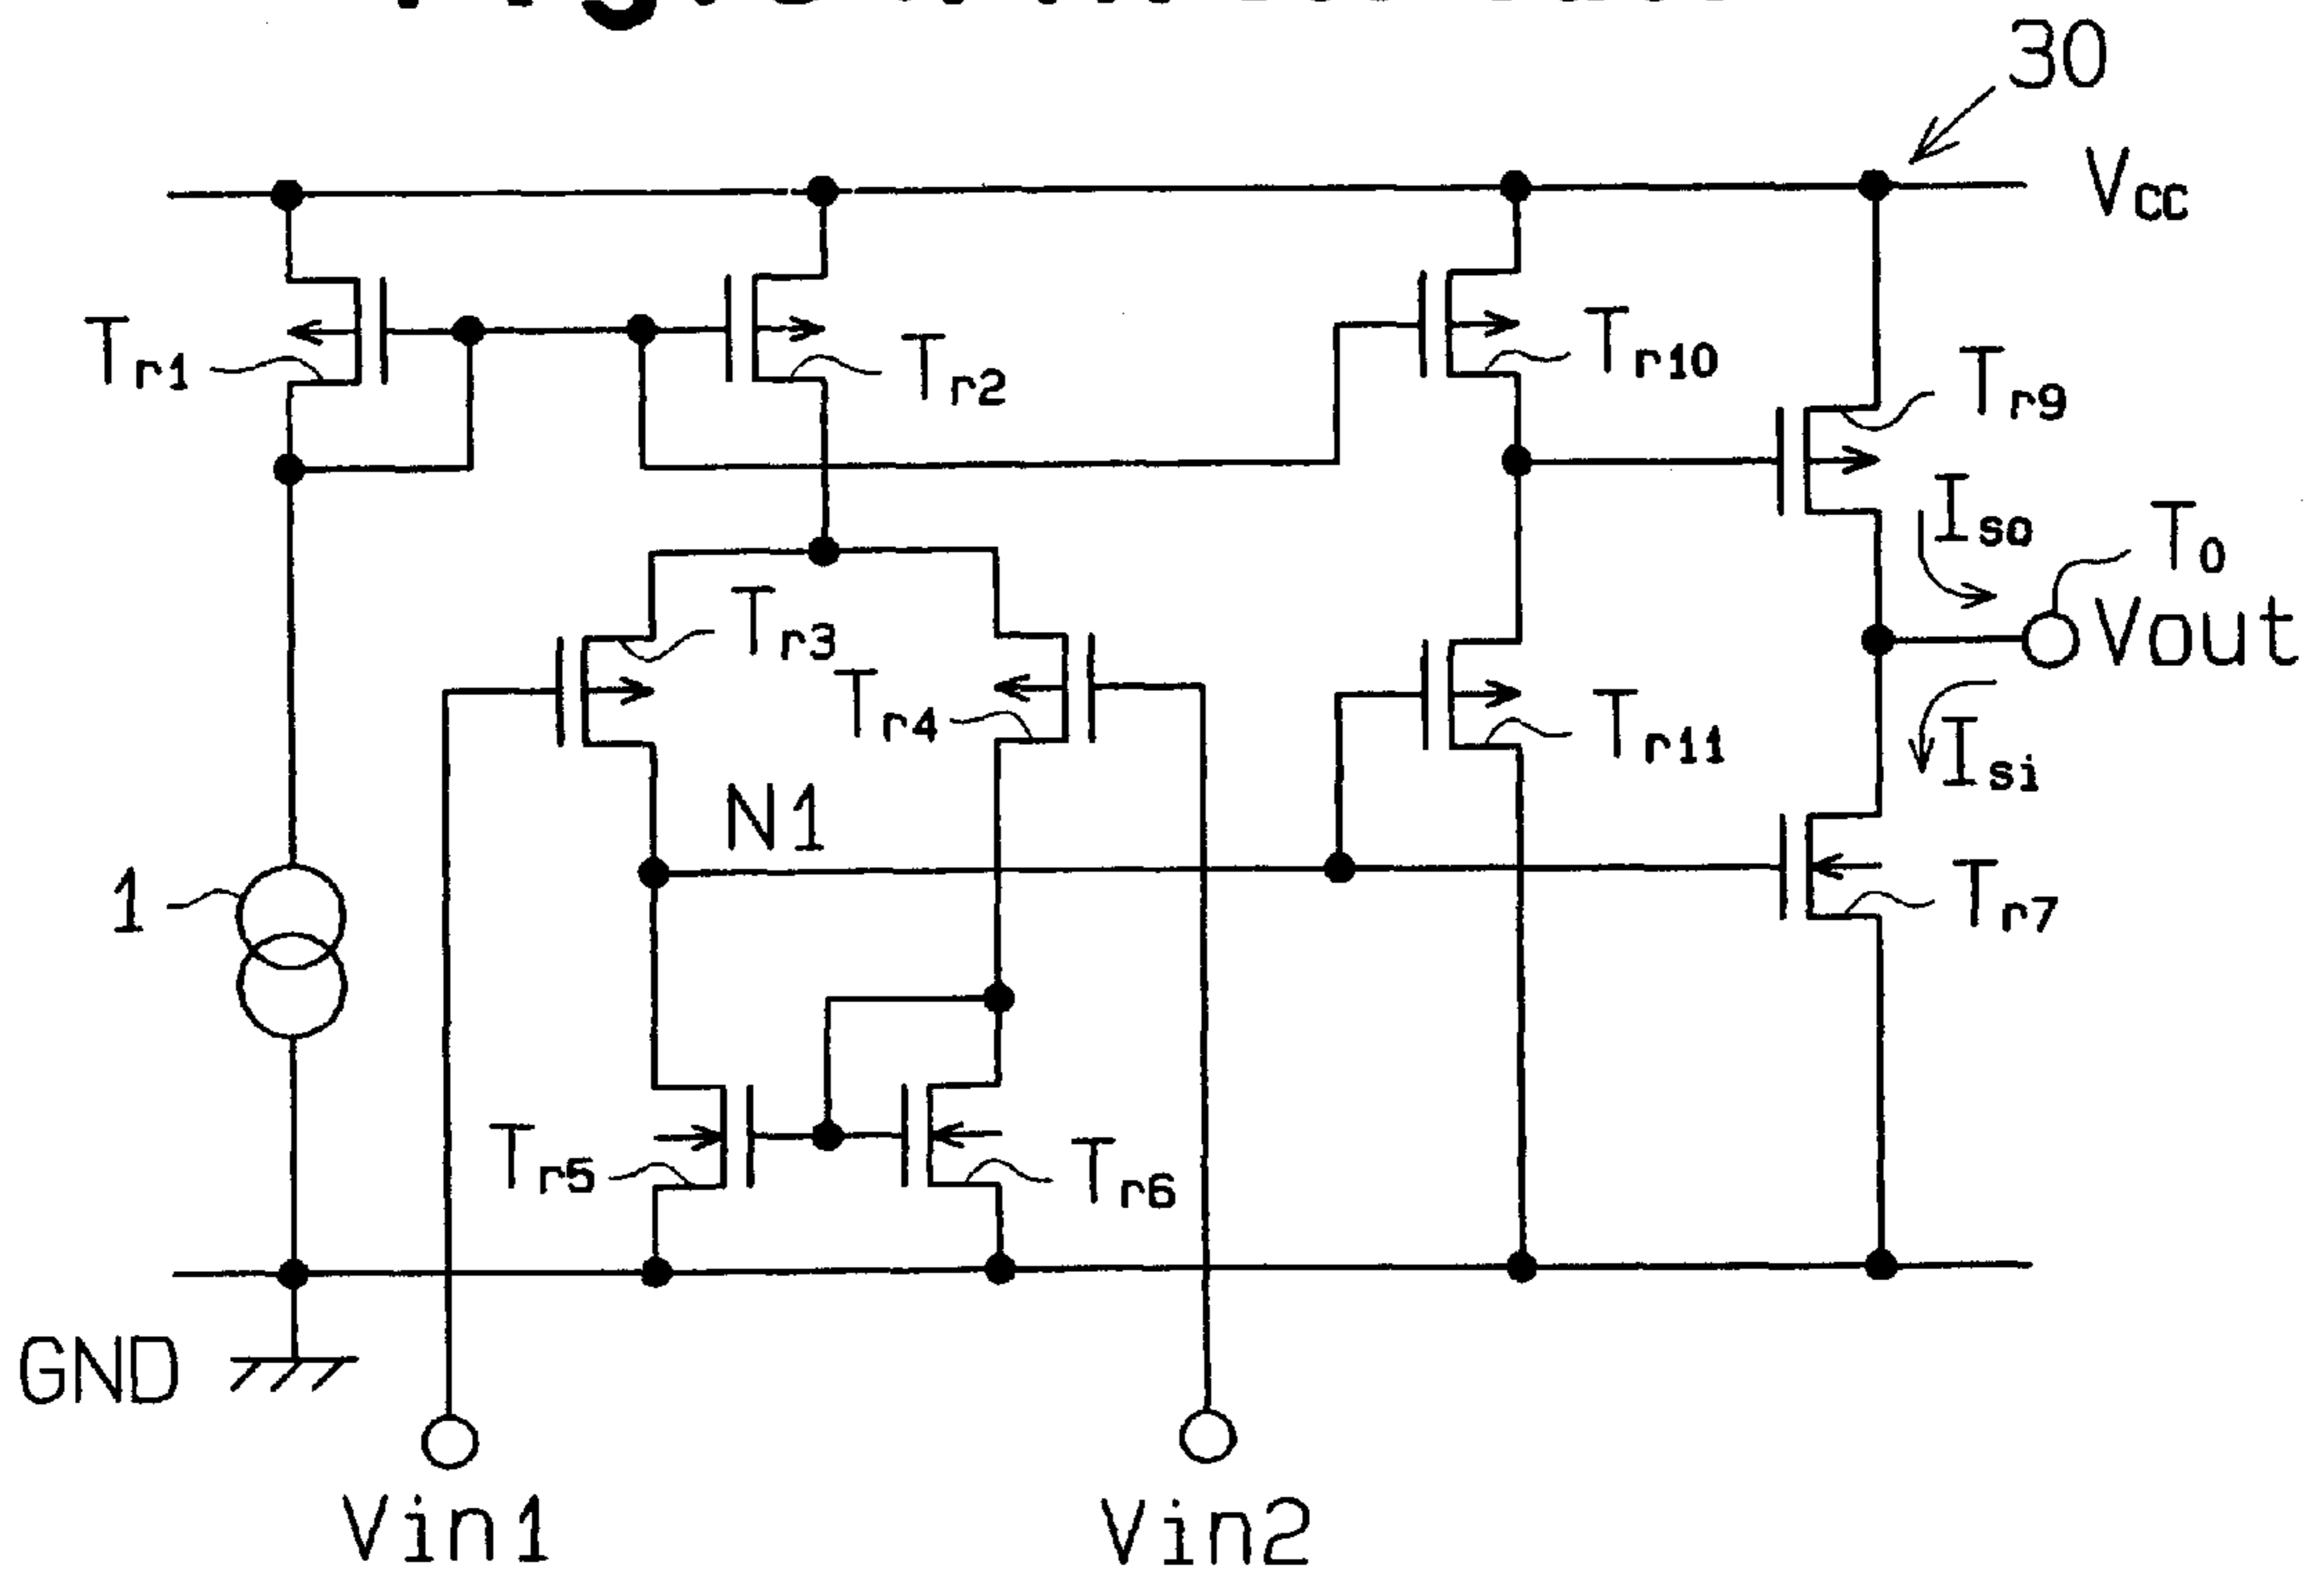 30
Vcc
Tr1
Tr2
Tr10
Tr9
Iso
To
Vout
Tr3
Tr4
Tr11
Isi
N1
1
Tr7
Tr5
Tr6
GND
Vin1
Vin2